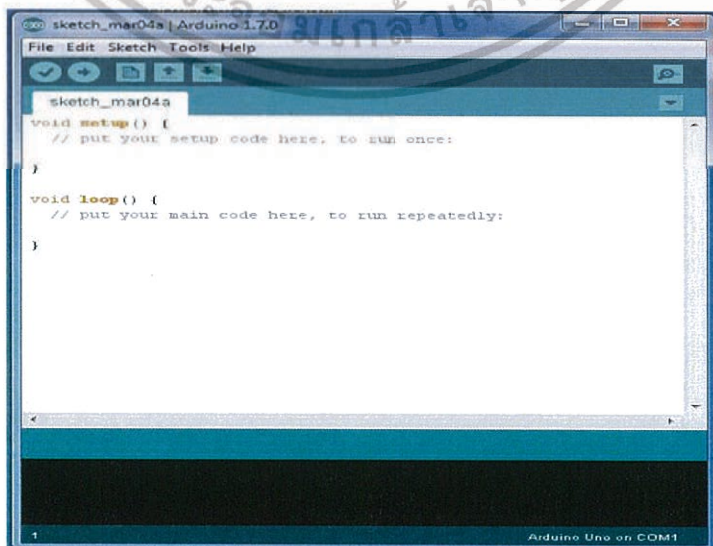 sketch_mar04a | Arduino 1.7.0
File Edit Sketch Tools Help
sketch_mar04a
void setup() {
// put your setup code here, to run once:
}
void loop() {
// put your main code here, to run repeatedly:
}
1
Arduino Uno on COM1